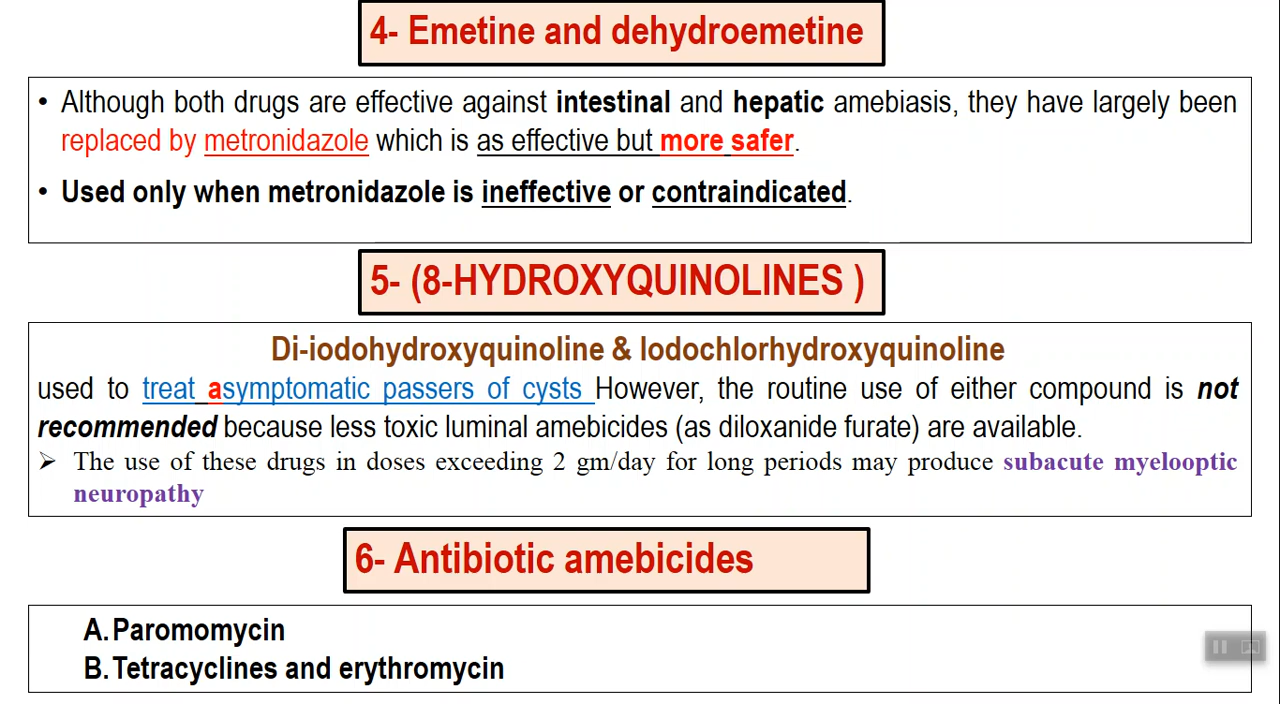 4- Emetine and dehydroemetine
• Although both drugs are effective against intestinal and hepatic amebiasis, they have largely been
replaced by metronidazole which is as effective but more safer.
• Used only when metronidazole is ineffective or contraindicated.
5- (8-HYDROXYQUINOLINES )
Di-iodohydroxyquinoline & Iodochlorhydroxyquinoline
used to treat asymptomatic passers of cysts However, the routine use of either compound is not
recommended because less toxic luminal amebicides (as diloxanide furate) are available.
➢ The use of these drugs in doses exceeding 2 gm/day for long periods may produce subacute myelooptic
neuropathy
6- Antibiotic amebicides
A. Paromomycin
B. Tetracyclines and erythromycin